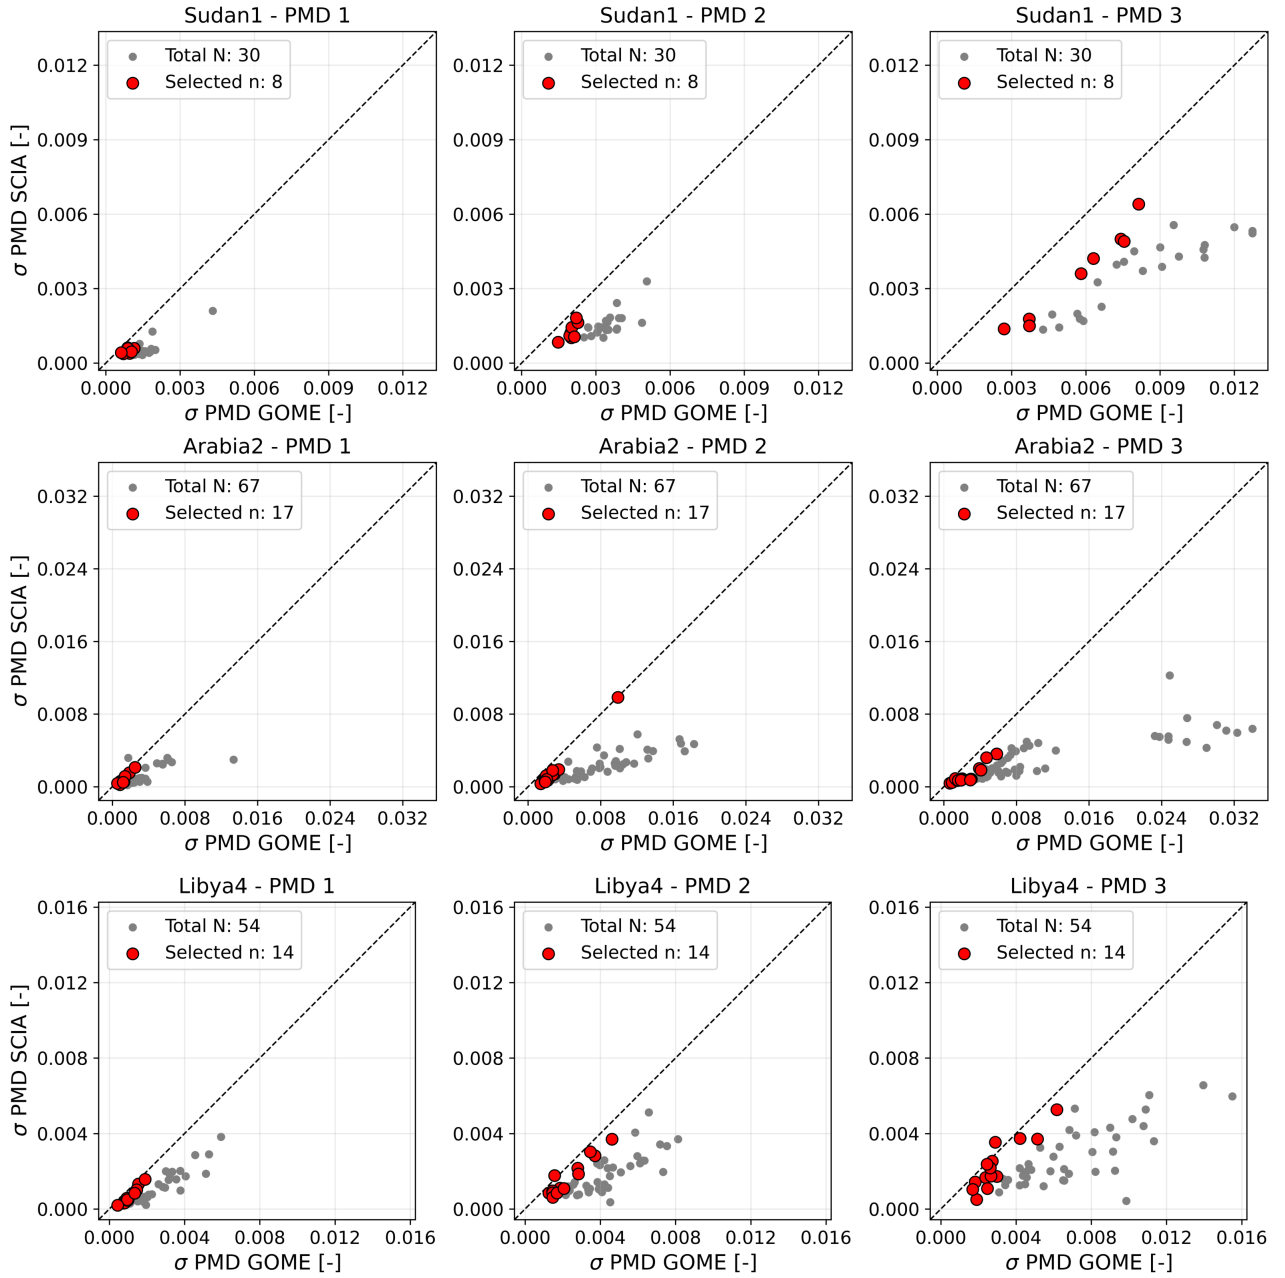 Sudan1 - PMD 1
Total N: 30
Selected n: 8
0.012
0.009
0.006
0.003
0.000
σ PMD SCIA [-]
0.000 0.003 0.006 0.009 0.012
σ PMD GOME [-]
Sudan1 - PMD 2
Total N: 30
Selected n: 8
0.012
0.009
0.006
0.003
0.000
0.000 0.003 0.006 0.009 0.012
σ PMD GOME [-]
Sudan1 - PMD 3
Total N: 30
Selected n: 8
0.012
0.009
0.006
0.003
0.000
0.000 0.003 0.006 0.009 0.012
σ PMD GOME [-]
Arabia2 - PMD 1
Total N: 67
Selected n: 17
0.032
0.024
0.016
0.008
0.000
σ PMD SCIA [-]
0.000 0.008 0.016 0.024 0.032
σ PMD GOME [-]
Arabia2 - PMD 2
Total N: 67
Selected n: 17
0.032
0.024
0.016
0.008
0.000
0.000 0.008 0.016 0.024 0.032
σ PMD GOME [-]
Arabia2 - PMD 3
Total N: 67
Selected n: 17
0.032
0.024
0.016
0.008
0.000
0.000 0.008 0.016 0.024 0.032
σ PMD GOME [-]
Libya4 - PMD 1
Total N: 54
Selected n: 14
0.016
0.012
0.008
0.004
0.000
σ PMD SCIA [-]
0.000 0.004 0.008 0.012 0.016
σ PMD GOME [-]
Libya4 - PMD 2
Total N: 54
Selected n: 14
0.016
0.012
0.008
0.004
0.000
0.000 0.004 0.008 0.012 0.016
σ PMD GOME [-]
Libya4 - PMD 3
Total N: 54
Selected n: 14
0.016
0.012
0.008
0.004
0.000
0.000 0.004 0.008 0.012 0.016
σ PMD GOME [-]